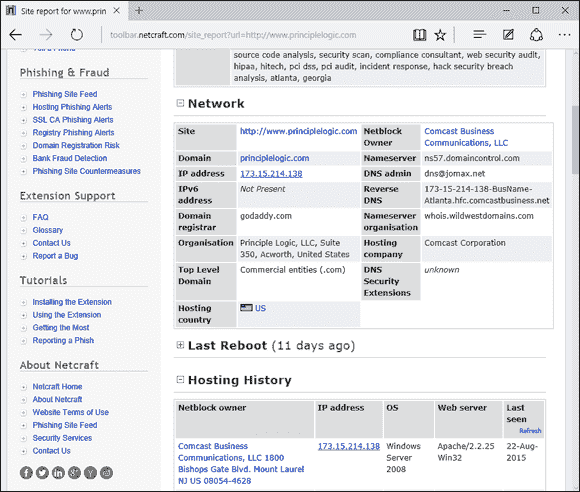 Site report for www.prin
toolbar.netcraft.com/site_report?url=http://www.principlelogic.com
Phishing & Fraud
Phishing Site Feed
Hosting Phishing Alerts
SSL CA Phishing Alerts
Registry Phishing Alerts
Domain Registration Risk
Bank Fraud Detection
Phishing Site Countermeasures
Extension Support
FAQ
Glossary
Contact Us
Report a Bug
Tutorials
Installing the Extension
Using the Extension
Getting the Most
Reporting a Phish
About Netcraft
Netcraft Home
About Netcraft
Website Terms of Use
Phishing Site Feed
Security Services
Contact Us
source code analysis, security scan, compliance consultant, web security audit,
hipaa, hitech, pci dss, pci audit, incident response, hack security breach
analysis, atlanta, georgia
Network
Site http://www.principlelogic.com Netblock Owner Comcast Business Communications, LLC
Domain principlelogic.com Nameserver ns57.domaincontrol.com
IP address 173.15.214.138 DNS admin dns@jomax.net
IPv6 address Not Present Reverse DNS 173-15-214-138-BusName-Atlanta.hfc.comcastbusiness.net
Domain registrar godaddy.com Nameserver organisation whois.wildwestdomains.com
Organisation Principle Logic, LLC, Suite 350, Acworth, United States Hosting company Comcast Corporation
Top Level Domain Commercial entities (.com) DNS Security Extensions unknown
Hosting country US
Last Reboot (11 days ago)
Hosting History
Netblock owner IP address OS Web server Last seen Refresh
Comcast Business Communications, LLC 1800 Bishops Gate Blvd. Mount Laurel NJ US 08054-4628 173.15.214.138 Windows Server 2008 Apache/2.2.25 Win32 22-Aug-2015